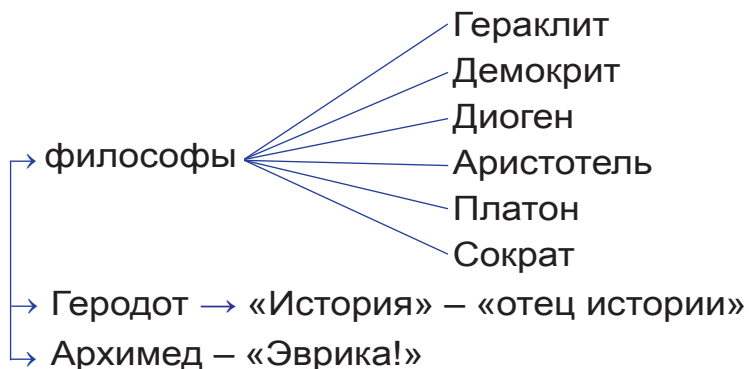 Гераклит
Демокрит
Диоген
философы
Аристотель
Платон
Сократ
Геродот → «История» – «отец истории»
Архимед – «Эврика!»